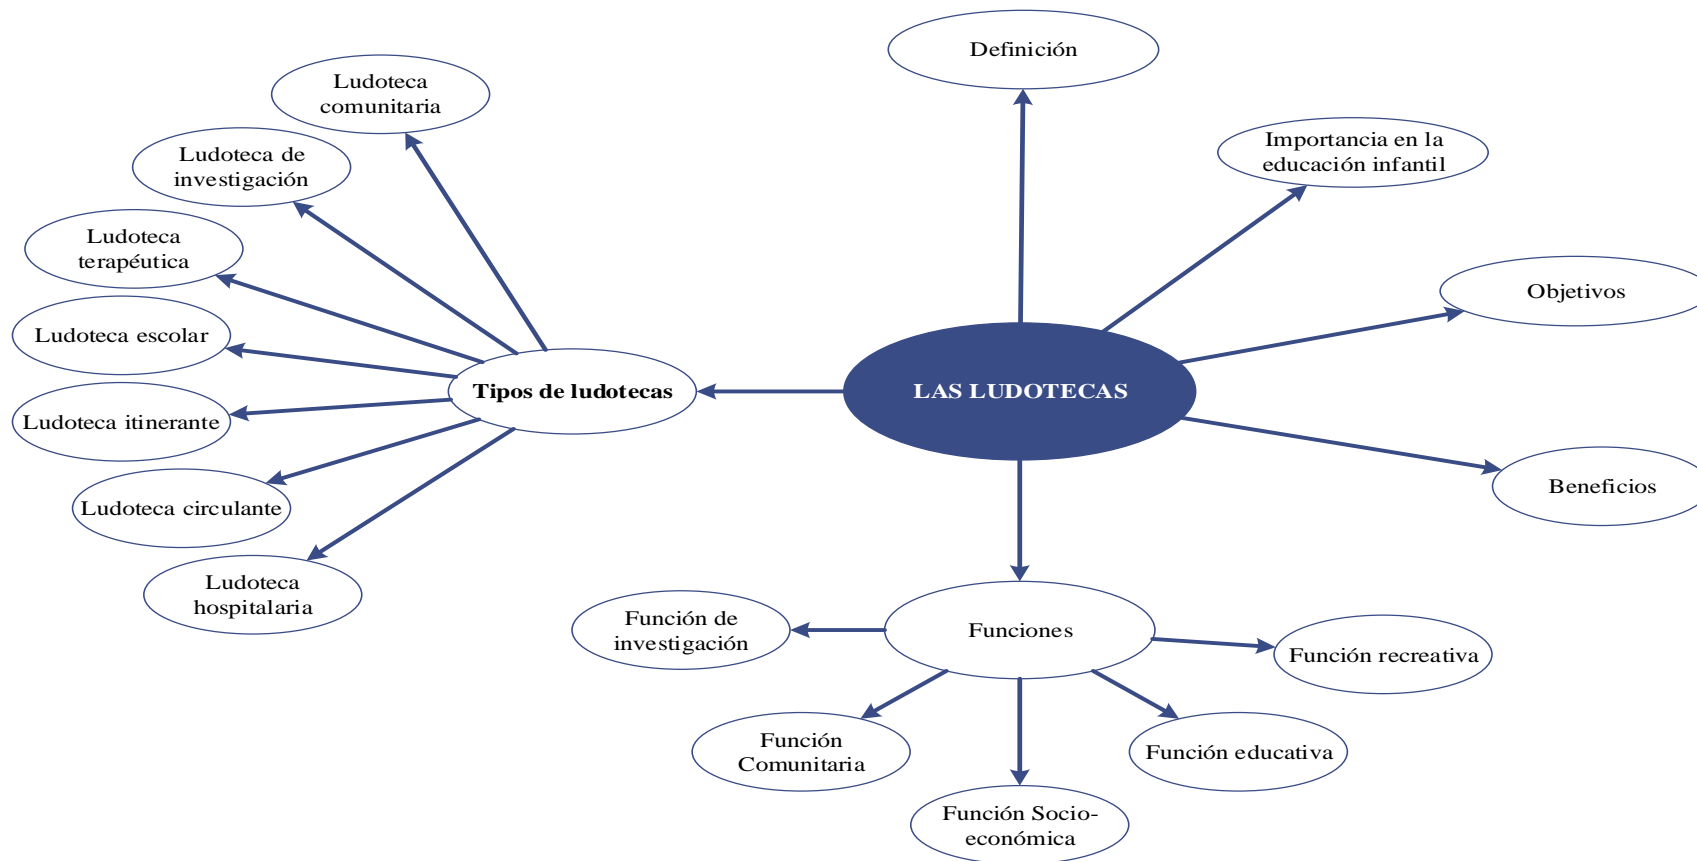 Definición
Ludoteca
comunitaria
Importancia en la
educación infantil
Ludoteca de
investigación
Ludoteca
terapéutica
Objetivos
Ludoteca escolar
Tipos de ludotecas
LAS LUDOTECAS
Ludoteca itinerante
Beneficios
Ludoteca circulante
Ludoteca
hospitalaria
Función de
investigación
Funciones
Función recreativa
Función
Comunitaria
Función educativa
Función Socio-
económica